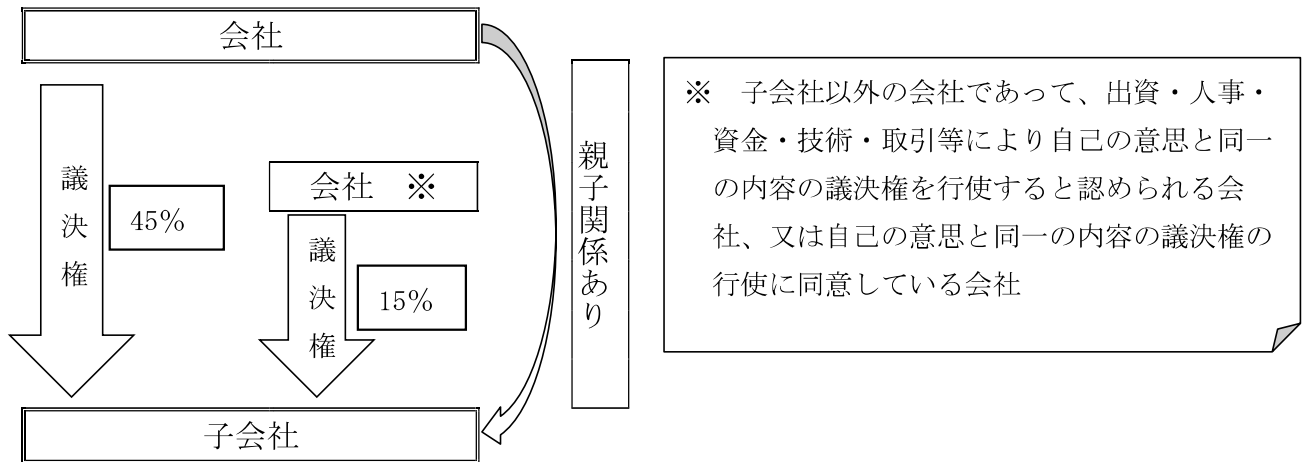 会社
議決権
45%
会社　※
議決権
15%
親子関係あり
子会社
※　子会社以外の会社であって、出資・人事・
資金・技術・取引等により自己の意思と同一
の内容の議決権を行使すると認められる会
社、又は自己の意思と同一の内容の議決権の
行使に同意している会社